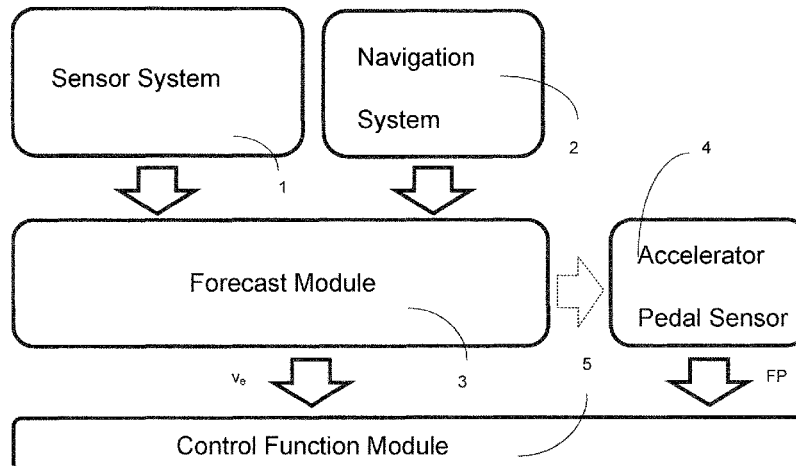 Sensor System
Navigation
System
1
2
4
Forecast Module
Accelerator
Pedal Sensor
3
5
vₑ
FP
Control Function Module